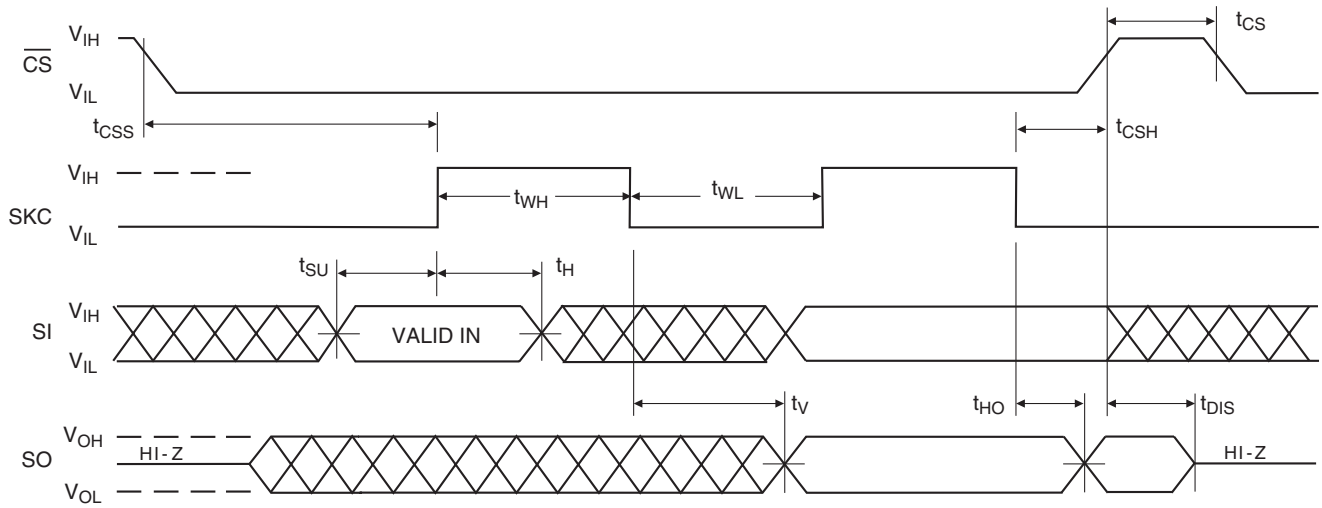 V_IH
t_CS
CS
V_IL
t_CSS
t_CSH
V_IH
t_WH
t_WL
SKC
V_IL
t_SU
t_H
V_IH
SI
VALID IN
V_IL
t_V
t_HO
t_DIS
V_OH
HI-Z
HI-Z
SO
V_OL